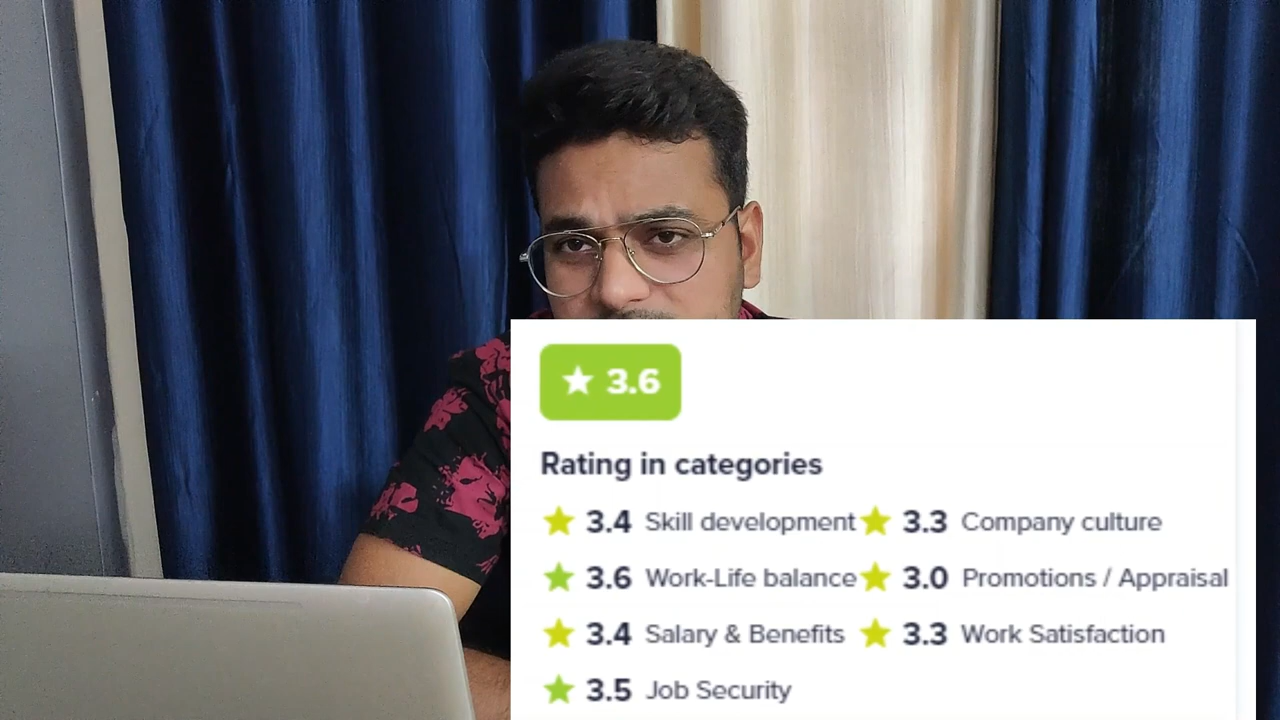 3.6
Rating in categories
3.4 Skill development 3.3 Company culture
3.6 Work-Life balance 3.0 Promotions / Appraisal
3.4 Salary & Benefits 3.3 Work Satisfaction
3.5 Job Security